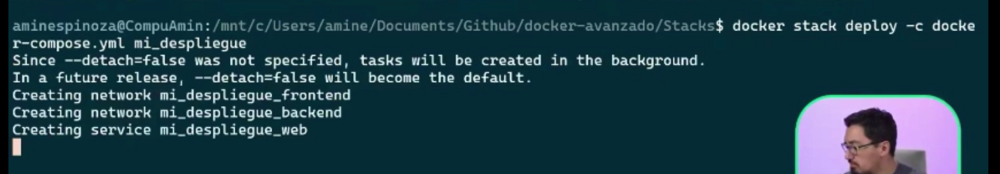 aminespinoza@CompuAmin:/mnt/c/Users/amine/Documents/Github/docker-avanzado/Stacks$ docker stack deploy -c docke
r-compose.yml mi_despliegue
Since --detach=false was not specified, tasks will be created in the background.
In a future release, --detach=false will become the default.
Creating network mi_despliegue_frontend
Creating network mi_despliegue_backend
Creating service mi_despliegue_web